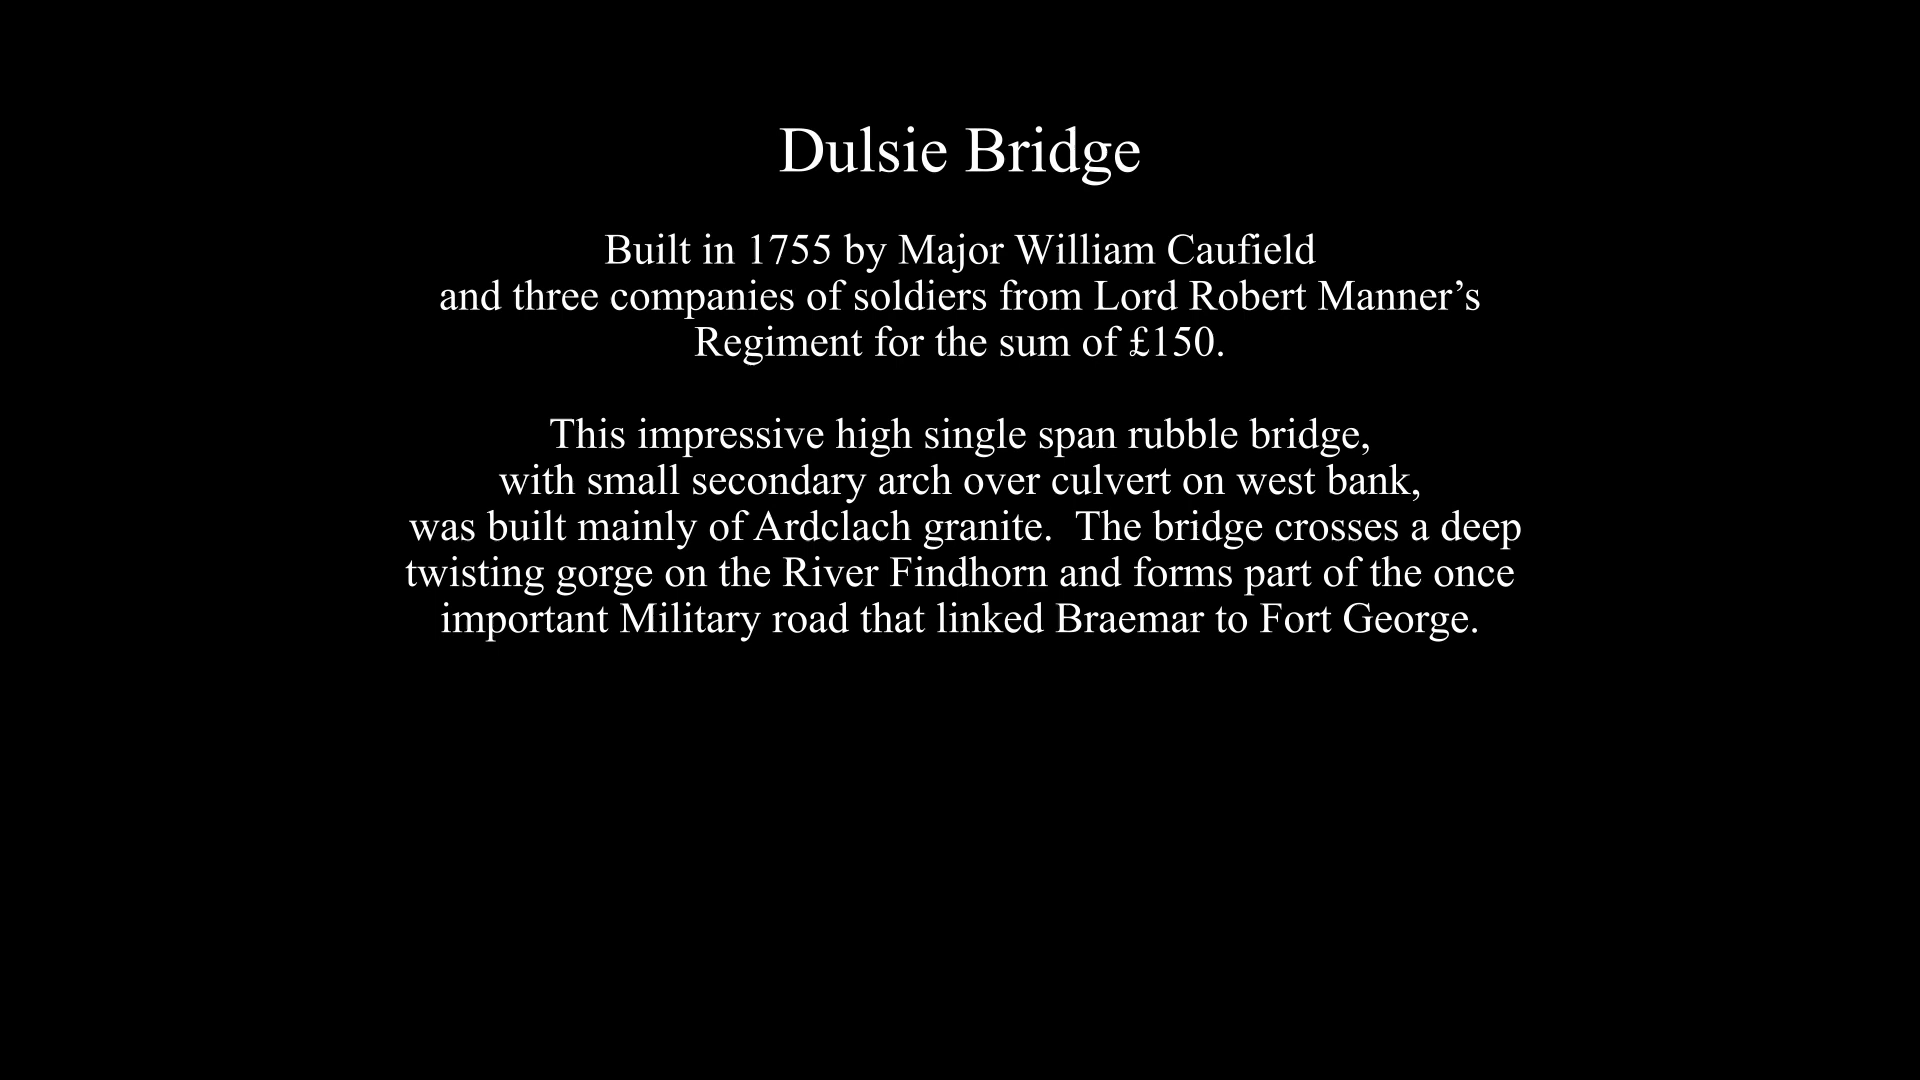 Dulsie Bridge
Built in 1755 by Major William Caufield
and three companies of soldiers from Lord Robert Manner’s
Regiment for the sum of £150.
This impressive high single span rubble bridge,
with small secondary arch over culvert on west bank,
was built mainly of Ardclach granite.  The bridge crosses a deep
twisting gorge on the River Findhorn and forms part of the once
important Military road that linked Braemar to Fort George.